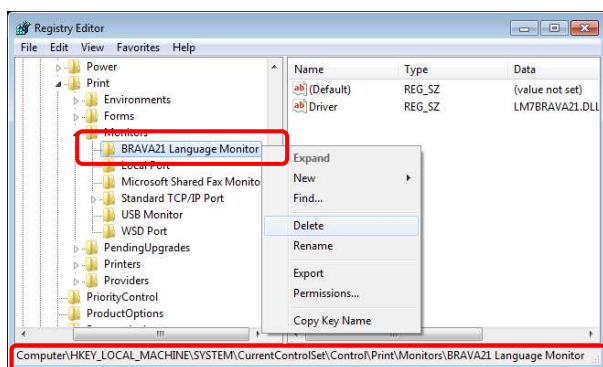 Registry Editor
File Edit View Favorites Help
Power
Print
Environments
Forms
Monitors
BRAVA21 Language Monitor
Local Port
Microsoft Shared Fax Monito
Standard TCP/IP Port
USB Monitor
WSD Port
PendingUpgrades
Printers
Providers
PriorityControl
ProductOptions
Name Type Data
(Default) REG_SZ (value not set)
Driver REG_SZ LM7BRAVA21.DLL
Expand
New
Find...
Delete
Rename
Export
Permissions...
Copy Key Name
Computer\HKEY_LOCAL_MACHINE\SYSTEM\CurrentControlSet\Control\Print\Monitors\BRAVA21 Language Monitor